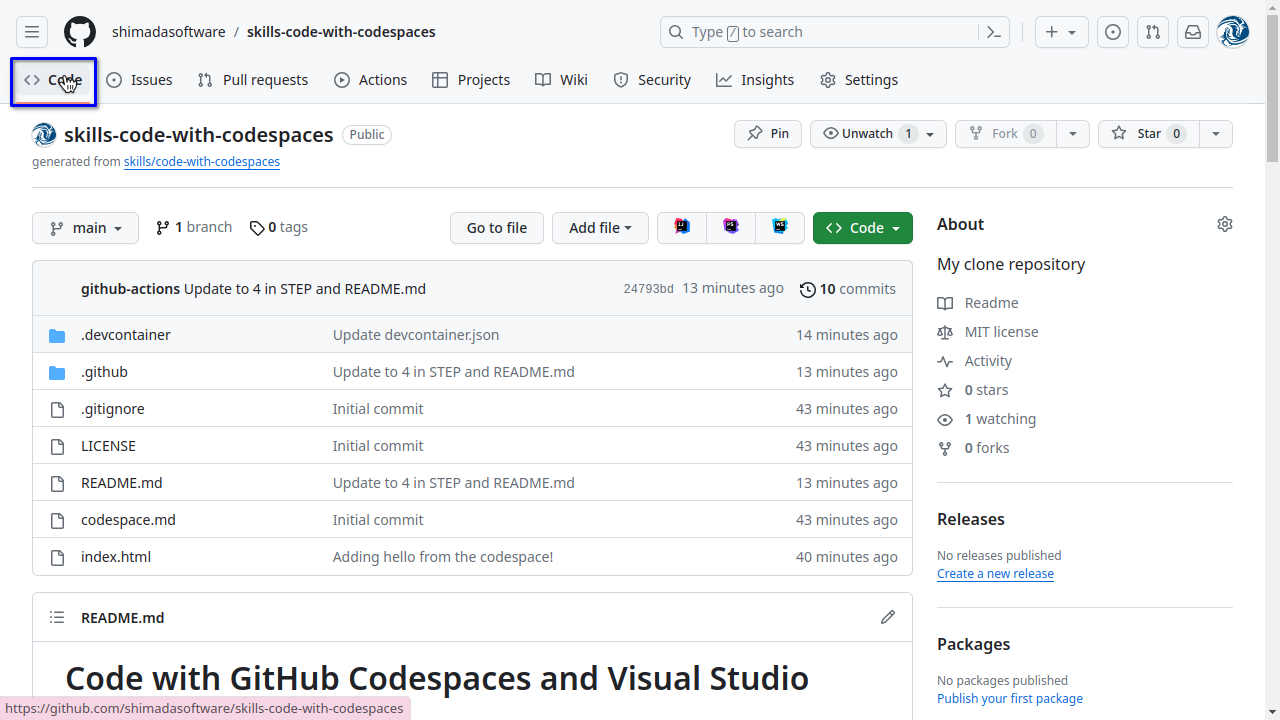 shimadasoftware / skills-code-with-codespaces
Type / to search
Code Issues Pull requests Actions Projects Wiki Security Insights Settings
skills-code-with-codespaces Public
generated from skills/code-with-codespaces
Pin Unwatch 1 Fork 0 Star 0
main 1 branch 0 tags Go to file Add file Code
github-actions Update to 4 in STEP and README.md 24793bd 13 minutes ago 10 commits
.devcontainer Update devcontainer.json 14 minutes ago
.github Update to 4 in STEP and README.md 13 minutes ago
.gitignore Initial commit 43 minutes ago
LICENSE Initial commit 43 minutes ago
README.md Update to 4 in STEP and README.md 13 minutes ago
codespace.md Initial commit 43 minutes ago
index.html Adding hello from the codespace! 40 minutes ago
README.md
Code with GitHub Codespaces and Visual Studio
About
My clone repository
Readme
MIT license
Activity
0 stars
1 watching
0 forks
Releases
No releases published
Create a new release
Packages
No packages published
Publish your first package
https://github.com/shimadasoftware/skills-code-with-codespaces